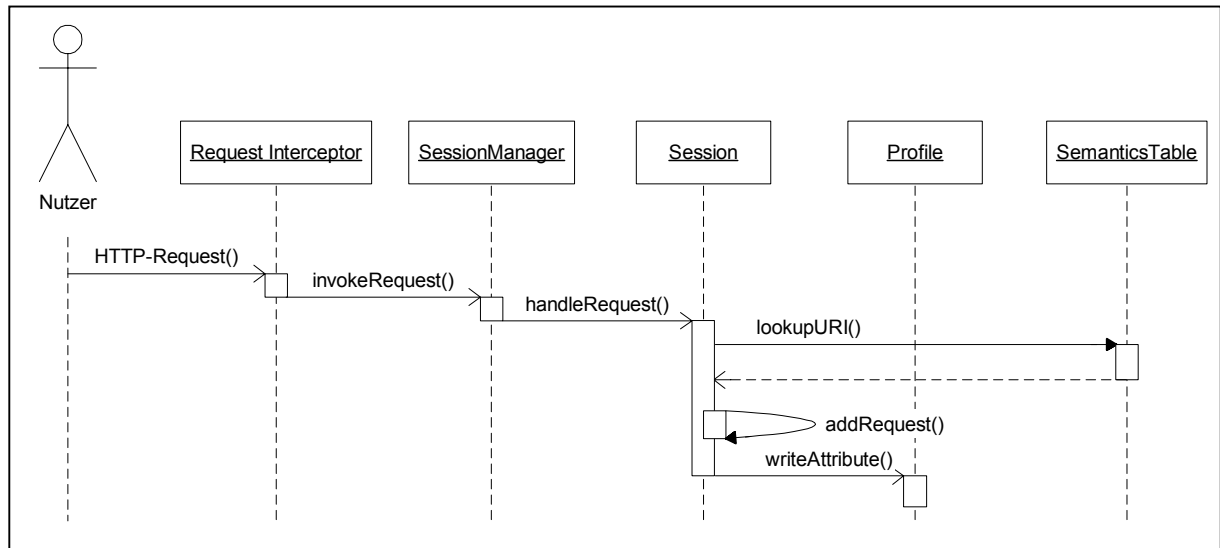 Request Interceptor
SessionManager
Session
Profile
SemanticsTable
Nutzer
HTTP-Request()
invokeRequest()
handleRequest()
lookupURI()
addRequest()
writeAttribute()